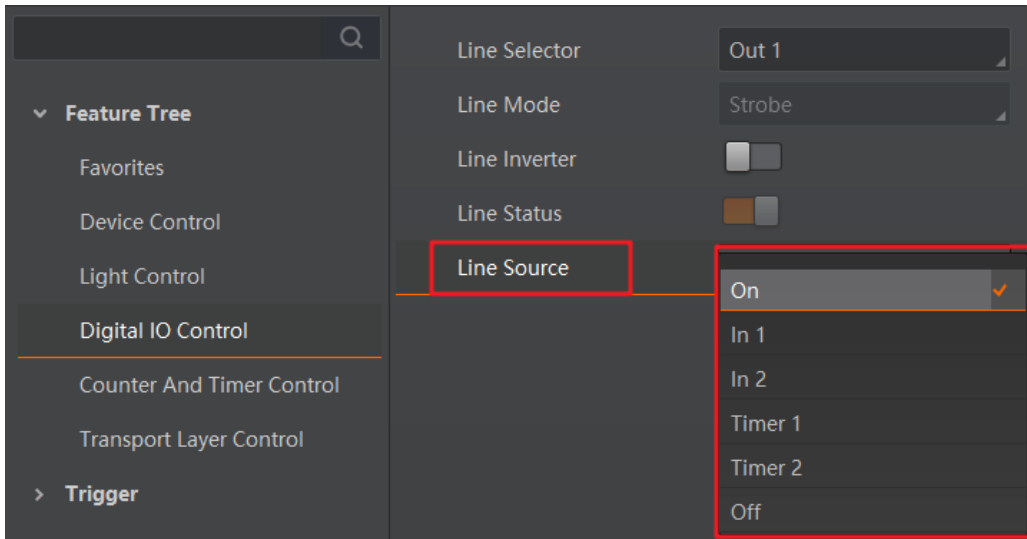 Feature Tree
Favorites
Device Control
Light Control
Digital IO Control
Counter And Timer Control
Transport Layer Control
Trigger
Line Selector
Out 1
Line Mode
Strobe
Line Inverter
Line Status
Line Source
On
In 1
In 2
Timer 1
Timer 2
Off